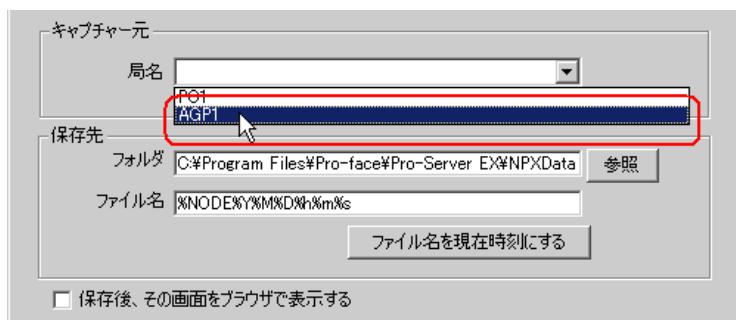 キャプチャー元
局名
PC1
AGP1
保存先
フォルダ C:¥Program Files¥Pro-face¥Pro-Server EX¥NPXData 参照
ファイル名 %NODE%Y%M%D%h%m%s
ファイル名を現在時刻にする
保存後、その画面をブラウザで表示する